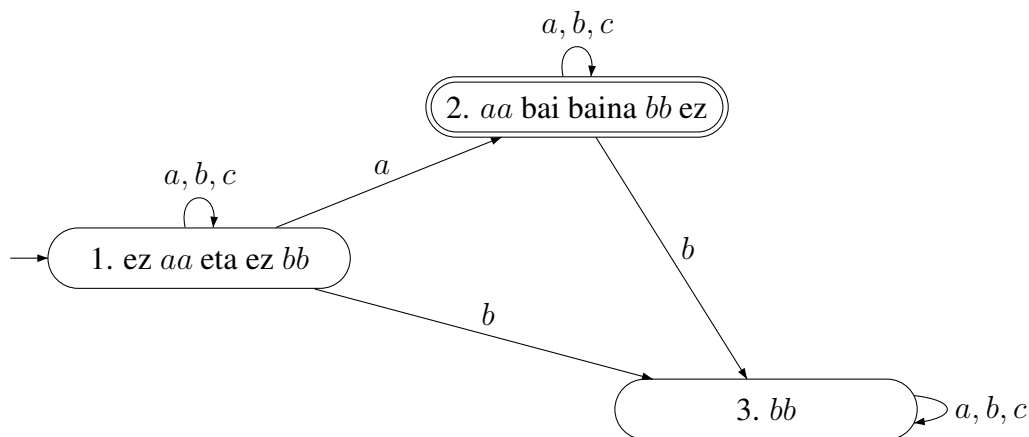 a, b, c
2. aa bai baina bb ez
a, b, c
a
1. ez aa eta ez bb
b
b
3. bb
a, b, c